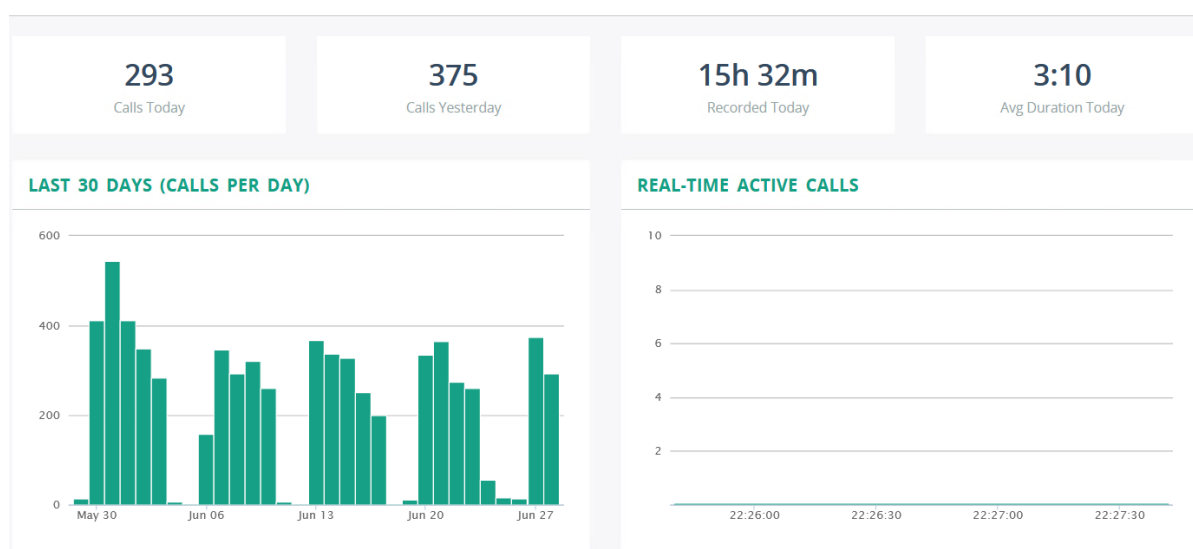 293
Calls Today
375
Calls Yesterday
15h 32m
Recorded Today
3:10
Avg Duration Today
LAST 30 DAYS (CALLS PER DAY)
600
400
200
0
May 30 Jun 06 Jun 13 Jun 20 Jun 27
REAL-TIME ACTIVE CALLS
10
8
6
4
2
22:26:00 22:26:30 22:27:00 22:27:30